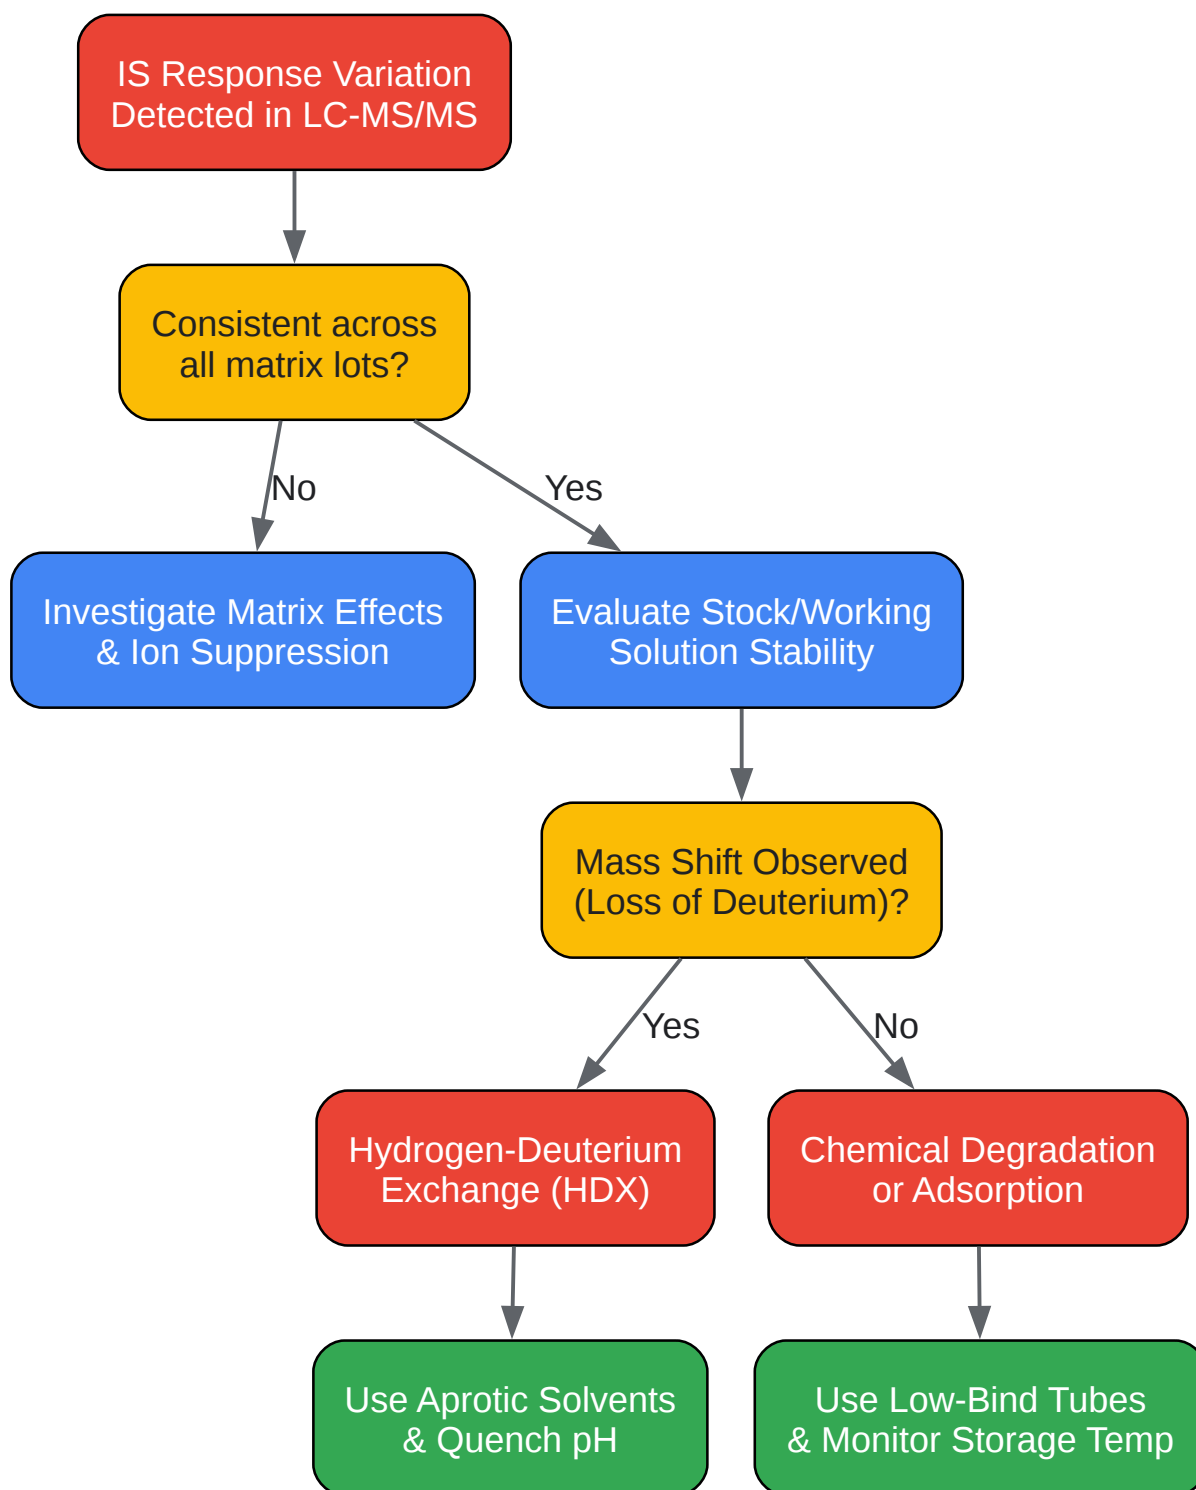 IS Response Variation
Detected in LC-MS/MS
Consistent across
all matrix lots?
No
Yes
Investigate Matrix Effects
& Ion Suppression
Evaluate Stock/Working
Solution Stability
Mass Shift Observed
(Loss of Deuterium)?
Yes
No
Hydrogen-Deuterium
Exchange (HDX)
Chemical Degradation
or Adsorption
Use Aprotic Solvents
& Quench pH
Use Low-Bind Tubes
& Monitor Storage Temp